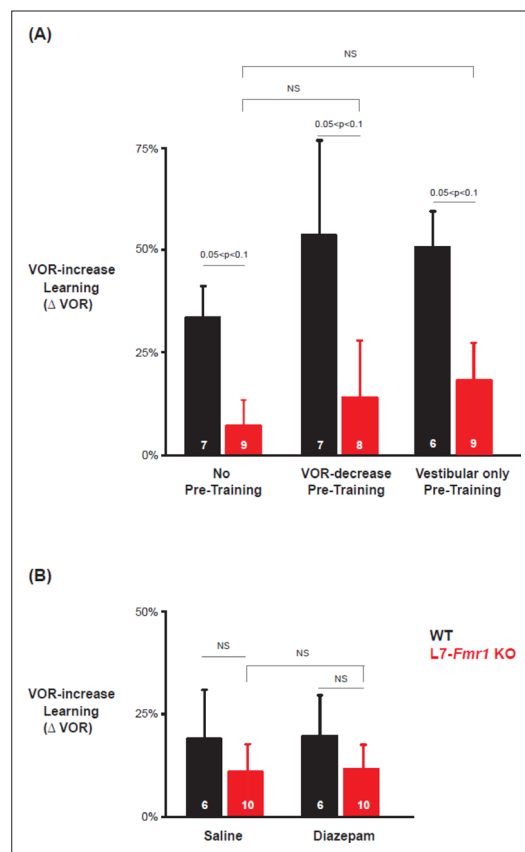 (A)
NS
NS
0.05<p<0.1
75%
0.05<p<0.1
50%
0.05<p<0.1
VOR-increase
Learning
(Δ VOR)
25%
7 9 7 8 6 9
0%
No
Pre-Training
VOR-decrease
Pre-Training
Vestibular only
Pre-Training
(B)
50%
WT
L7-Fmr1 KO
NS
NS
NS
VOR-increase
Learning
(Δ VOR)
25%
6 10 6 10
0%
Saline Diazepam